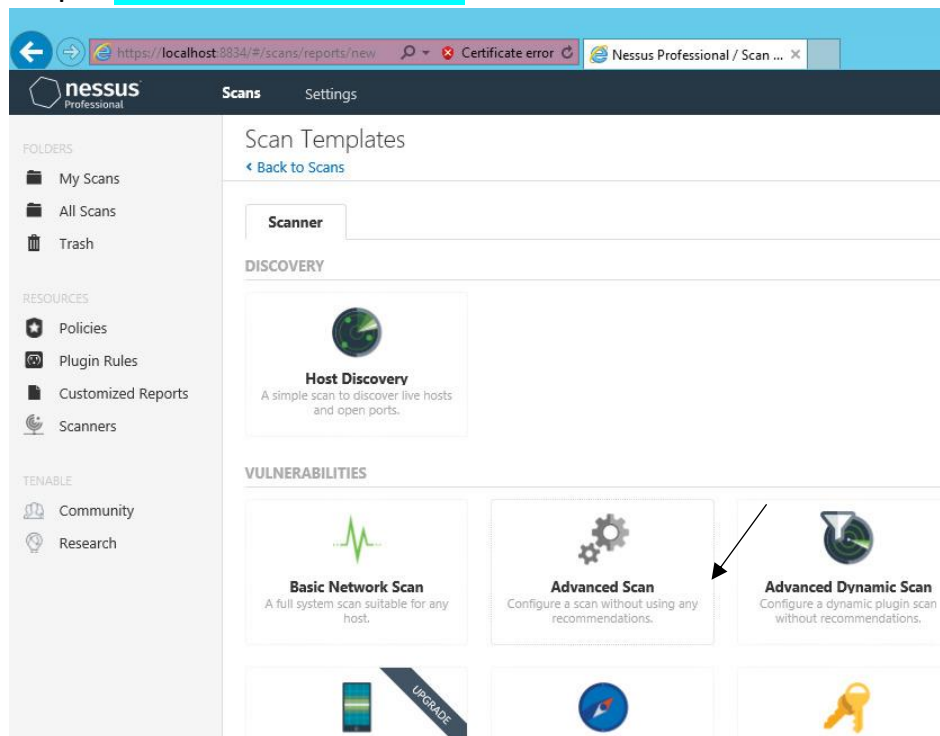 https://localhost:8834/#/scans/reports/new
Certificate error
Nessus Professional / Scan ...
nessus
Professional
Scans
Settings
FOLDERS
My Scans
All Scans
Trash
RESOURCES
Policies
Plugin Rules
Customized Reports
Scanners
TENABLE
Community
Research
Scan Templates
Back to Scans
Scanner
DISCOVERY
Host Discovery
A simple scan to discover live hosts
and open ports.
VULNERABILITIES
Basic Network Scan
A full system scan suitable for any
host.
Advanced Scan
Configure a scan without using any
recommendations.
Advanced Dynamic Scan
Configure a dynamic plugin scan
without recommendations.
UPGRADE